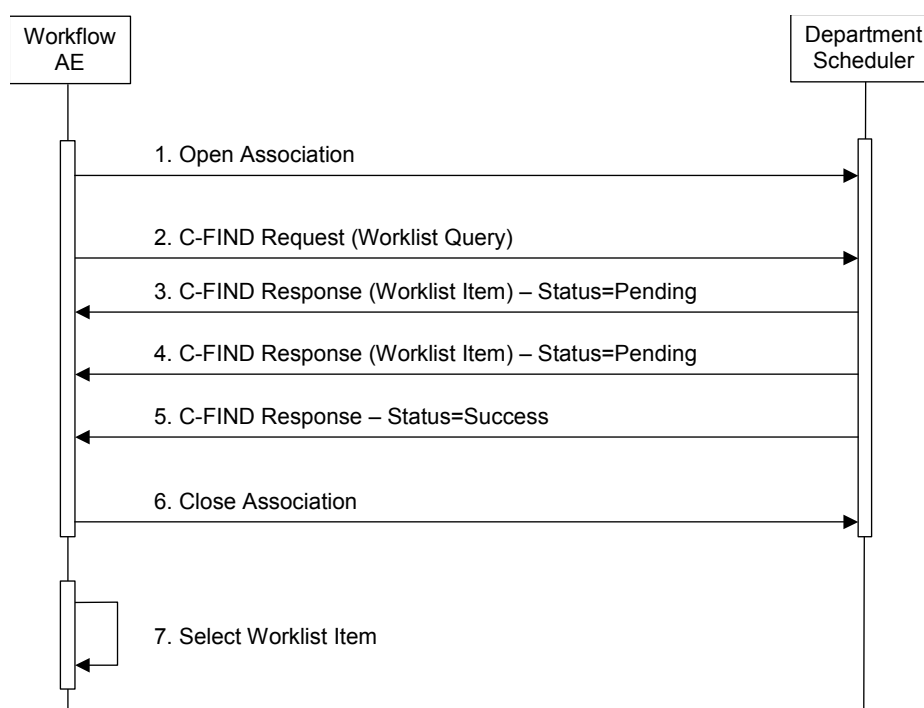 Workflow
AE
Department
Scheduler
1. Open Association
2. C-FIND Request (Worklist Query)
3. C-FIND Response (Worklist Item) – Status=Pending
4. C-FIND Response (Worklist Item) – Status=Pending
5. C-FIND Response – Status=Success
6. Close Association
7. Select Worklist Item